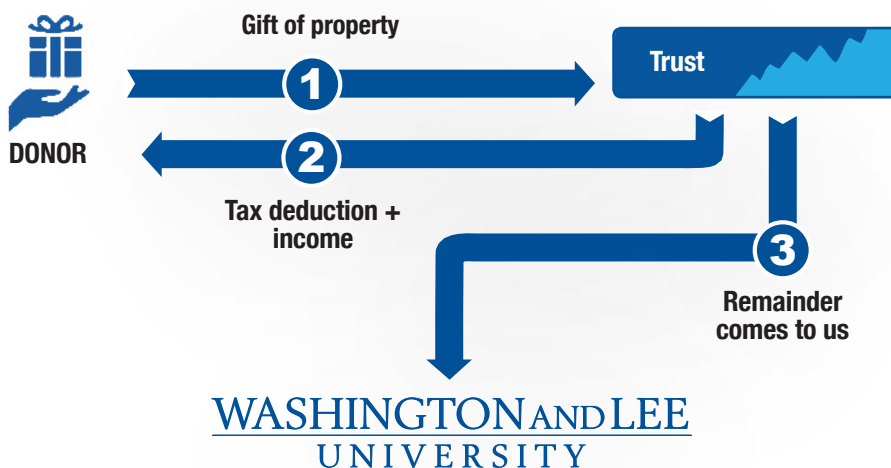 Gift of property
Trust
1
DONOR
2
Tax deduction +
income
3
Remainder
comes to us
WASHINGTON AND LEE
UNIVERSITY